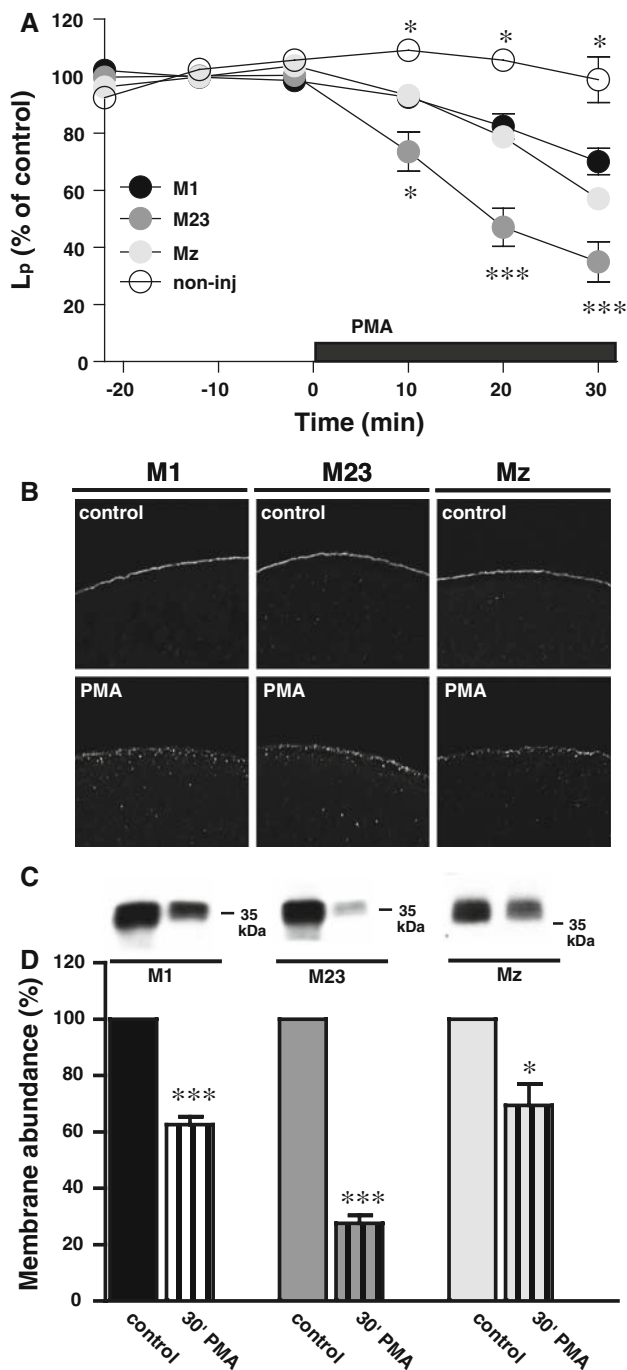 A
120
100
80
60
40
20
0
Lp (% of control)
*
*
*
*
***
***
M1
M23
Mz
non-inj
PMA
-20
-10
0
10
20
30
Time (min)
B
M1
M23
Mz
control
control
control
PMA
PMA
PMA
C
35 kDa
35 kDa
35 kDa
D
M1
M23
Mz
120
100
80
60
40
20
0
Membrane abundance (%)
***
***
*
control
30' PMA
control
30' PMA
control
30' PMA